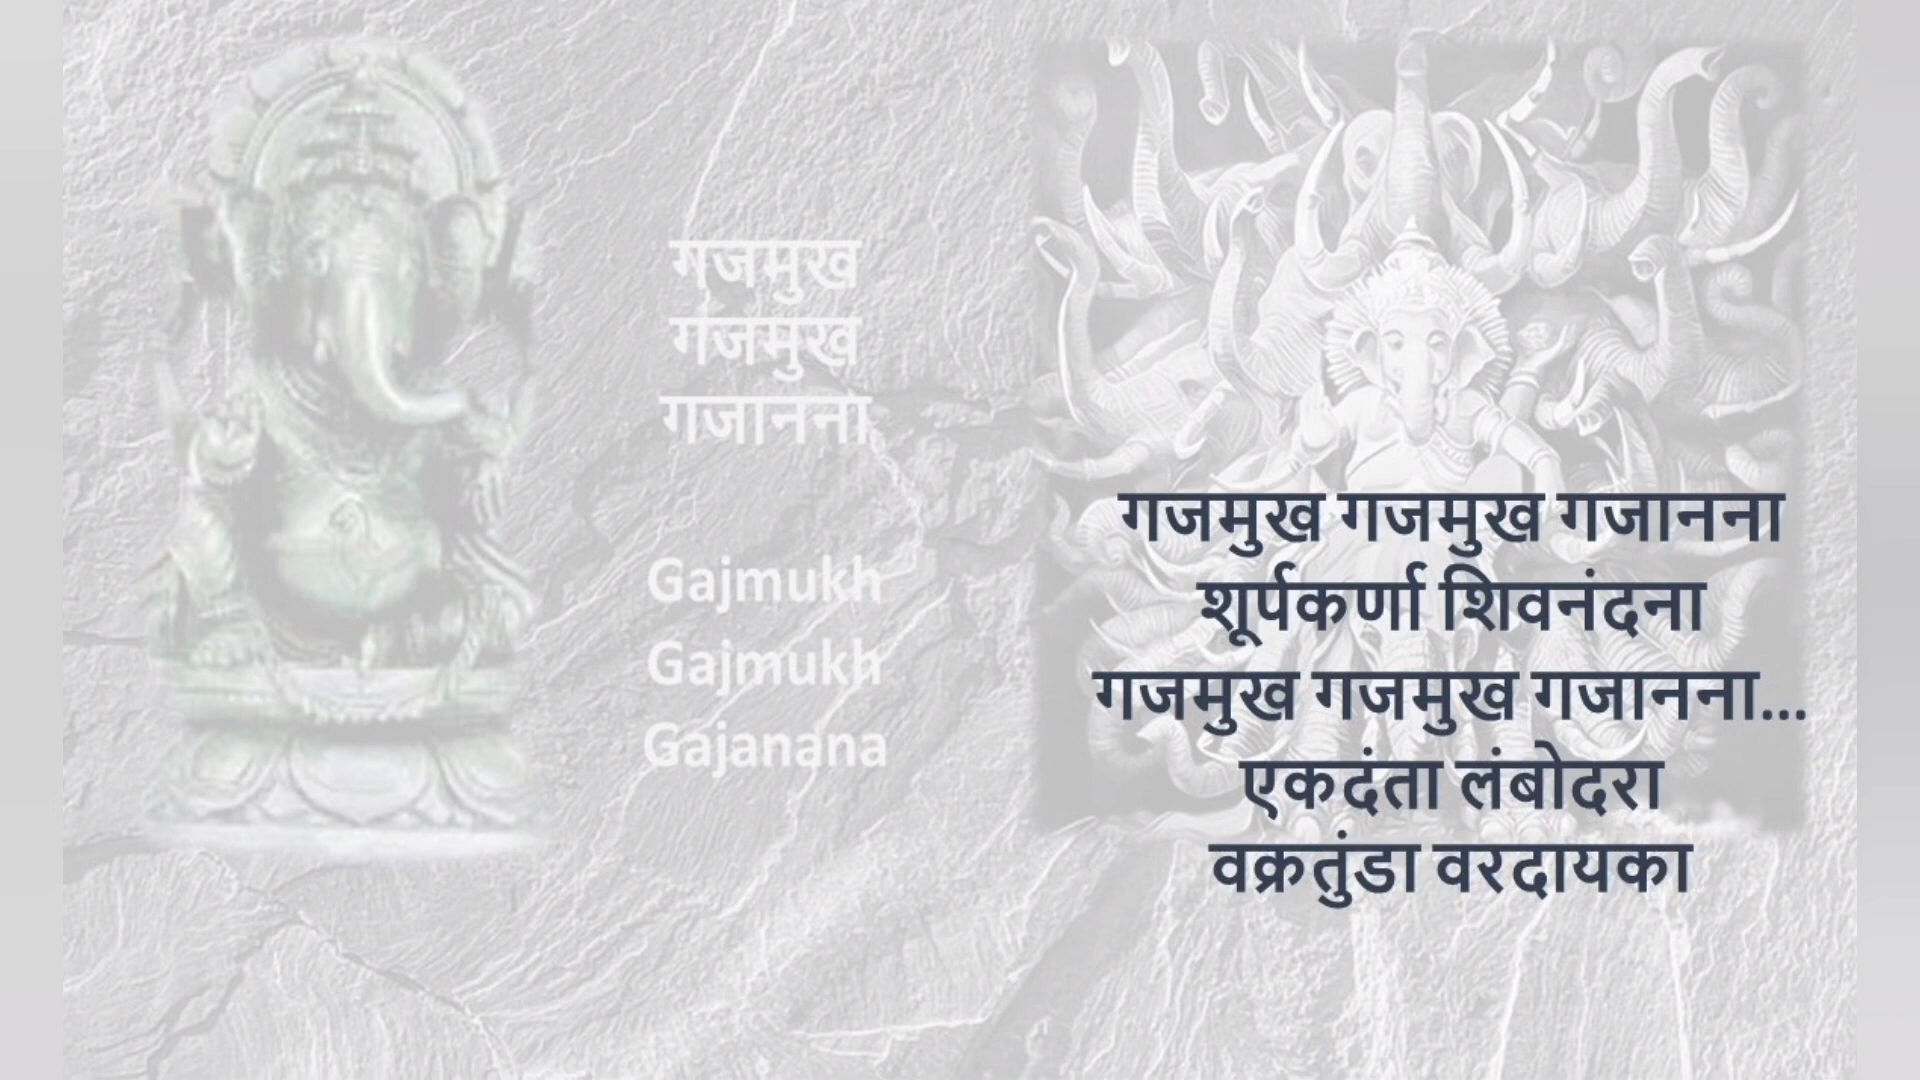 गजमुख
गजमुख
गजानना
Gajmukh
Gajmukh
Gajanana
गजमुख गजमुख गजानना
शूर्पकर्णा शिवनंदना
गजमुख गजमुख गजानना...
एकदंता लंबोदरा
वक्रतुंडा वरदायका